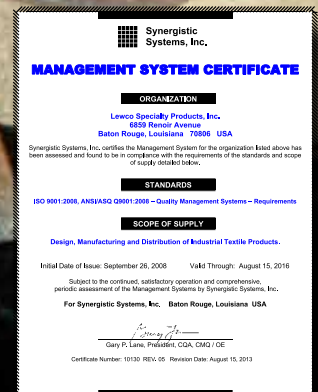 Synergistic
Systems, Inc.
MANAGEMENT SYSTEM CERTIFICATE
ORGANIZATION
Lewco Specialty Products, Inc.
6859 Renoir Avenue
Baton Rouge, Louisiana 70806 USA
Synergistic Systems, Inc. certifies the Management System for the organization listed above has
been assessed and found to be in compliance with the requirements of the standards and scope
of supply detailed below.
STANDARDS
ISO 9001:2008, ANSI/ASQ Q9001:2008 – Quality Management Systems – Requirements
SCOPE OF SUPPLY
Design, Manufacturing and Distribution of Industrial Textile Products.
Initial Date of Issue: September 26, 2008 Valid Through: August 15, 2016
Subject to the continued, satisfactory operation and comprehensive,
periodic assessment of the Management Systems by Synergistic Systems, Inc.
For Synergistic Systems, Inc. Baton Rouge, Louisiana USA
Gary P. Lane, President, CQA, CMQ / OE
Certificate Number: 10130 REV. 05 Revision Date: August 15, 2013